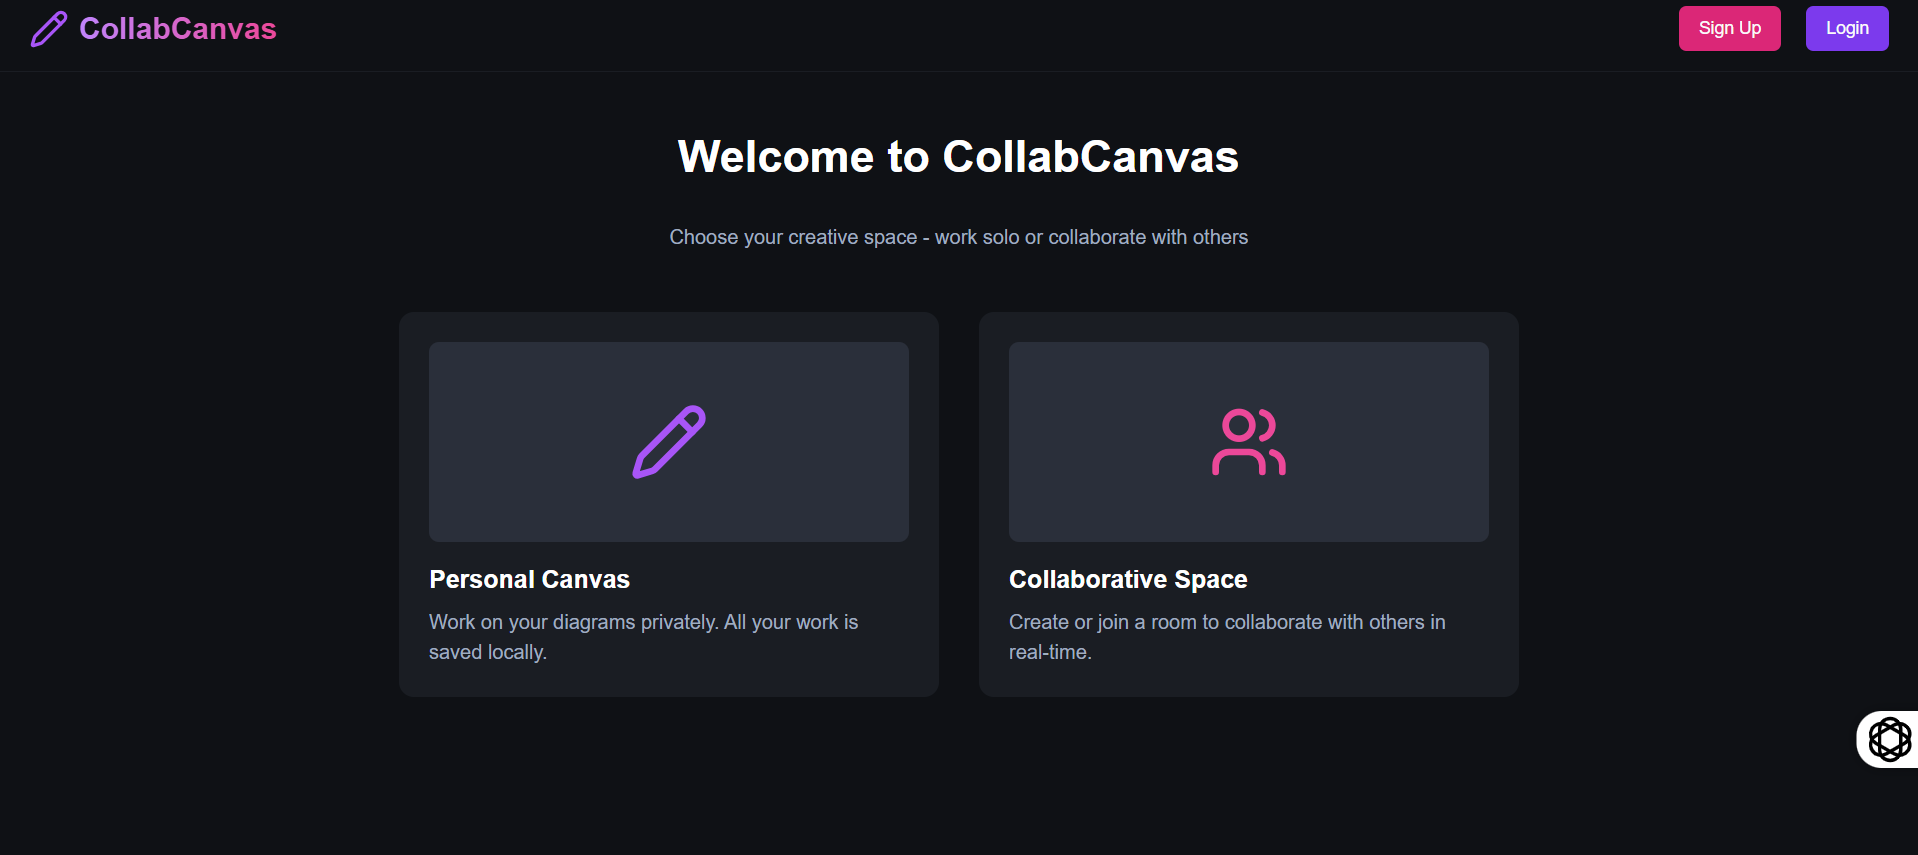 CollabCanvas
Sign Up
Login
Welcome to CollabCanvas
Choose your creative space - work solo or collaborate with others
Personal Canvas
Work on your diagrams privately. All your work is
saved locally.
Collaborative Space
Create or join a room to collaborate with others in
real-time.